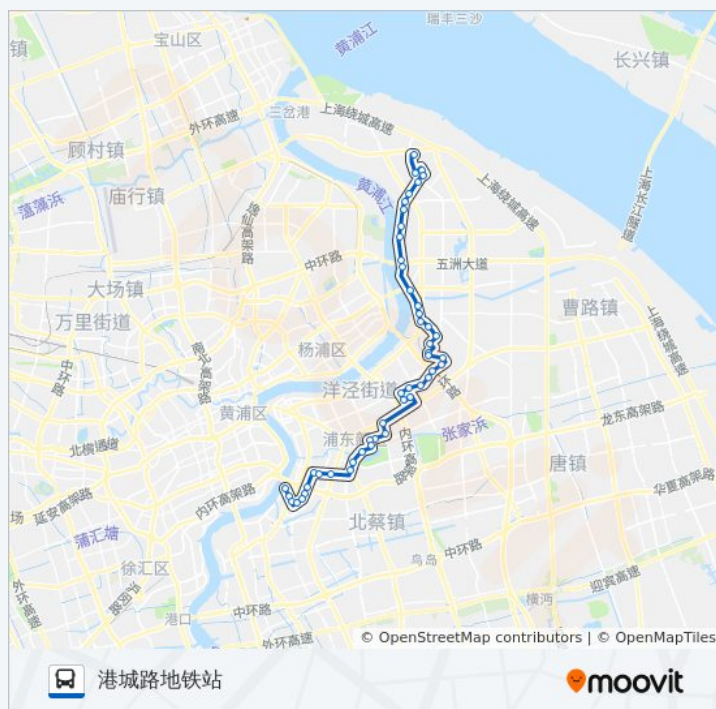 瑞丰三沙
宝山区
黄浦江
长兴镇
镇
三岔港
上海绕城高速
外环高速
顾村镇
黄浦江
上海绕城高速
上海长江隧道
庙行镇
蕰藻浜
逸仙高架路
中环路
五洲大道
大场镇
曹路镇
万里街道
上海绕城高速
南北高架路
杨浦区
中环路
洋泾街道
环路
黄浦区
龙东高架路
北横通道
浦东新
内环高架路
张家浜
唐镇
内环高架路
华夏高架路
场
延安高架路
北蔡镇
蒲汇塘
中环路
鸟岛
徐汇区
迎宾高速
外环高速
沪闵路
港口
中环路
横沔
外环高速
© OpenStreetMap contributors | © OpenMapTiles
港城路地铁站
moovit